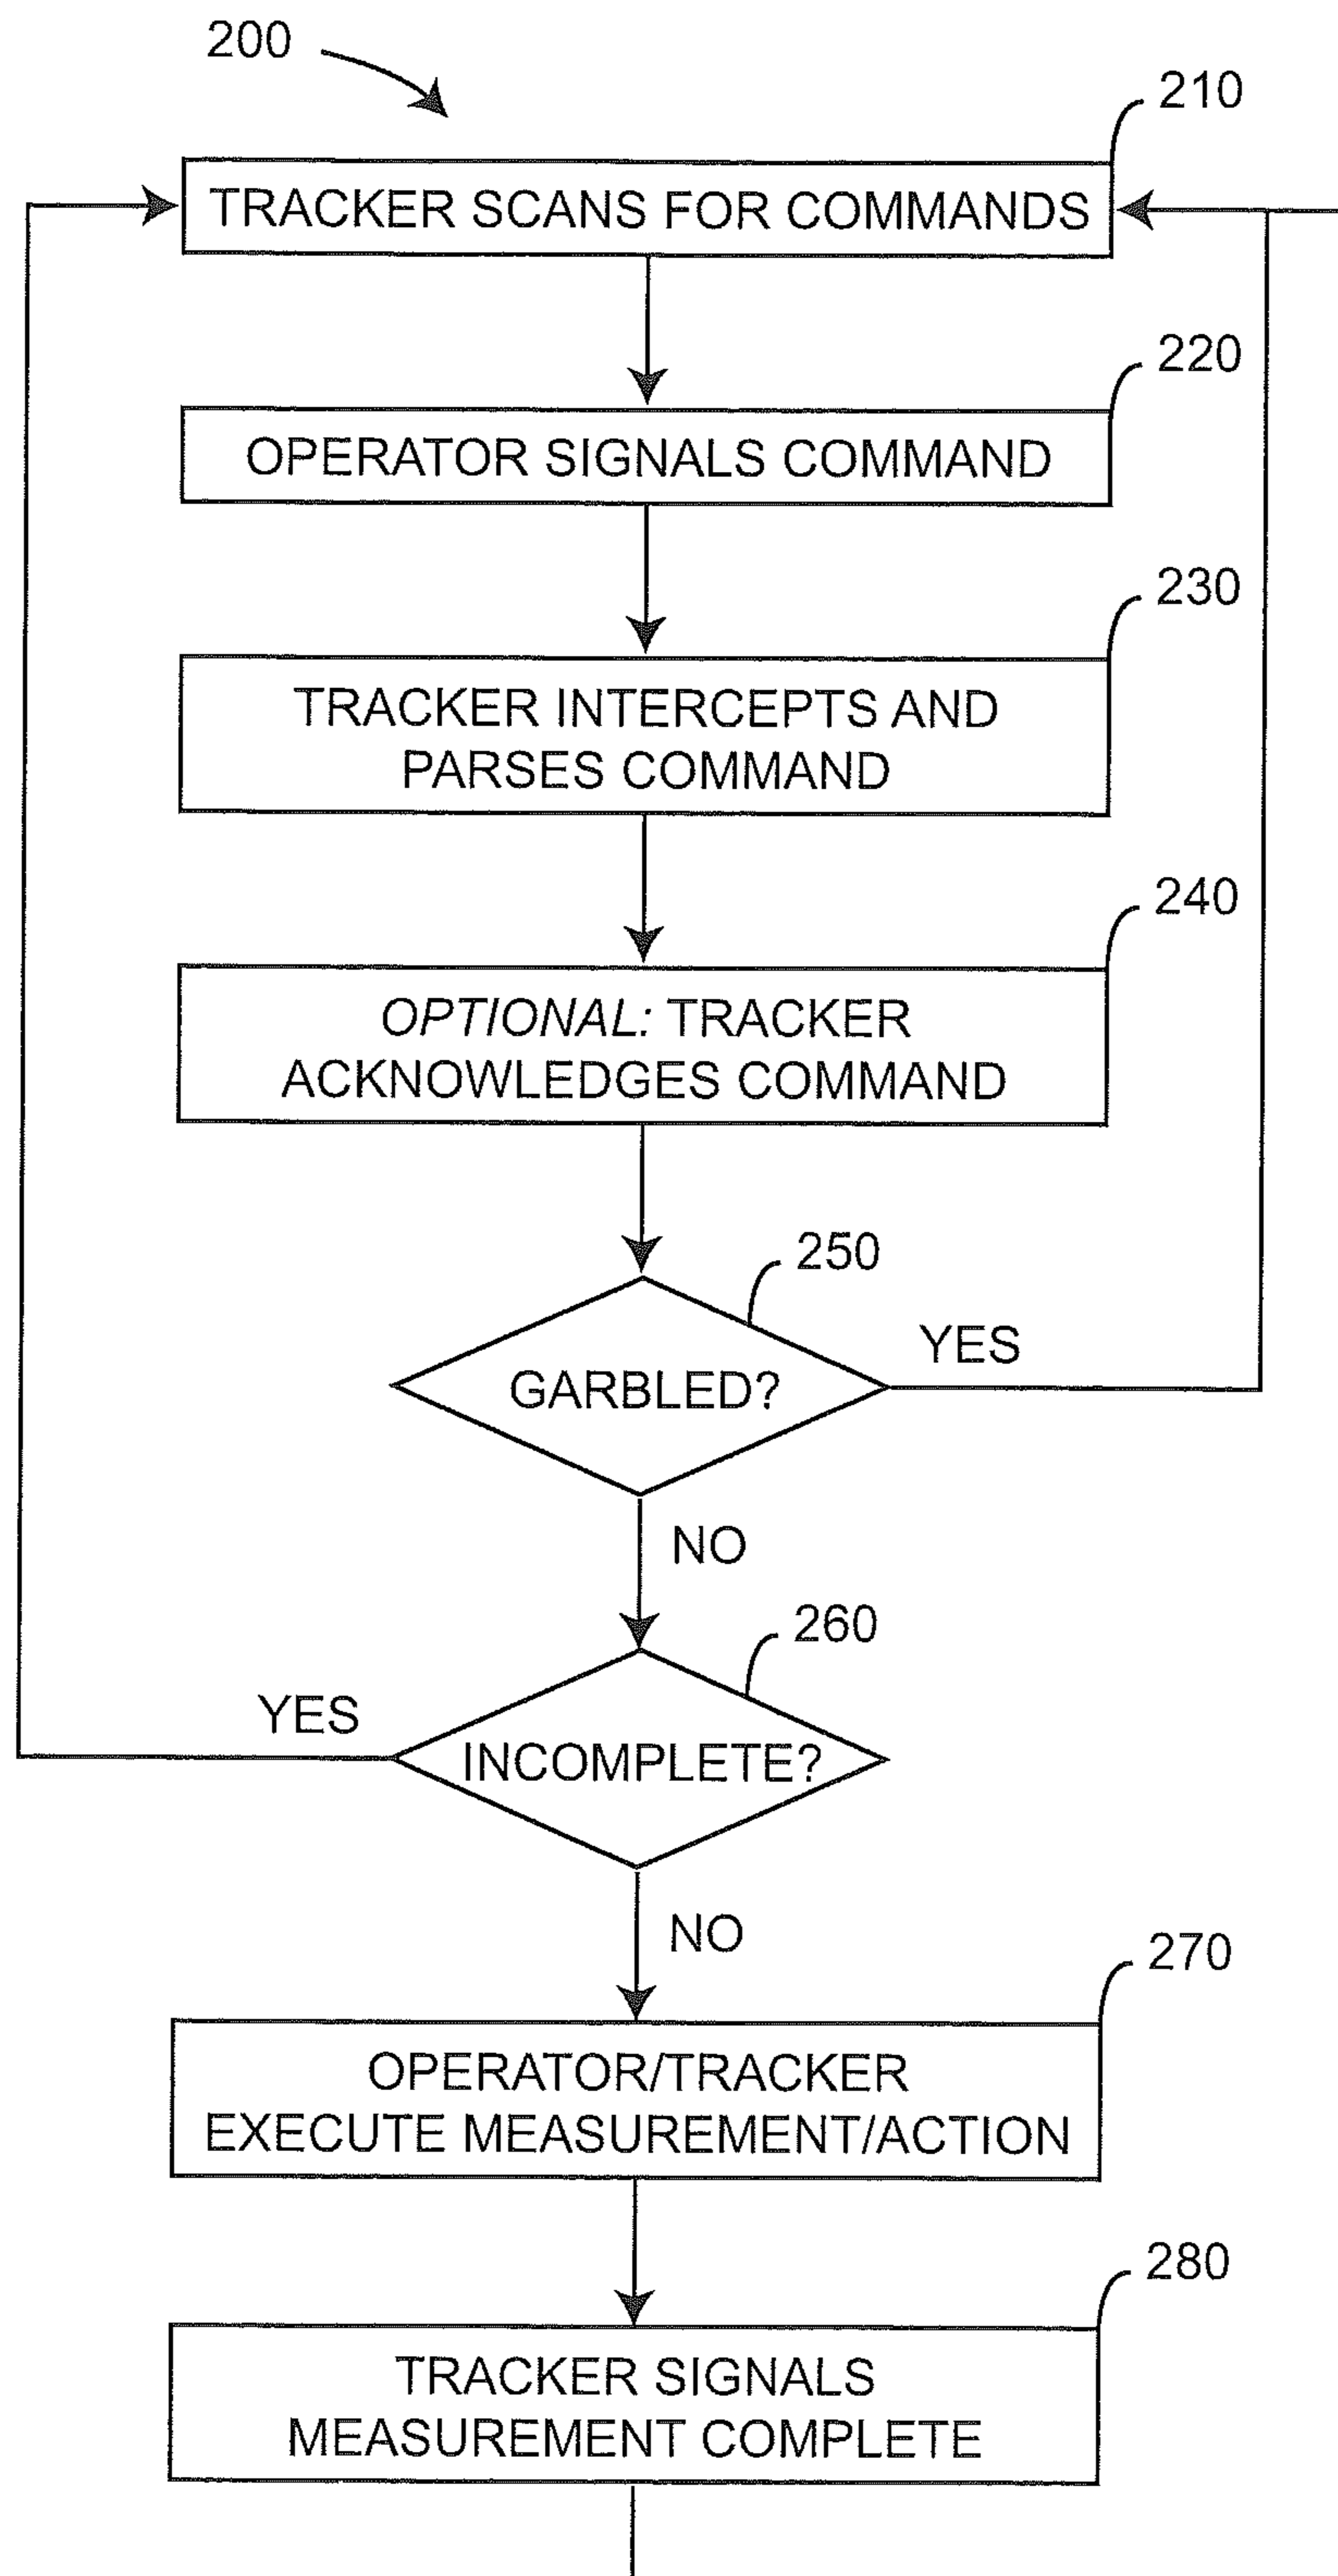 200
210
TRACKER SCANS FOR COMMANDS
220
OPERATOR SIGNALS COMMAND
230
TRACKER INTERCEPTS AND
PARSES COMMAND
240
OPTIONAL: TRACKER
ACKNOWLEDGES COMMAND
250
GARBLED?
YES
NO
260
YES
INCOMPLETE?
NO
270
OPERATOR/TRACKER
EXECUTE MEASUREMENT/ACTION
280
TRACKER SIGNALS
MEASUREMENT COMPLETE